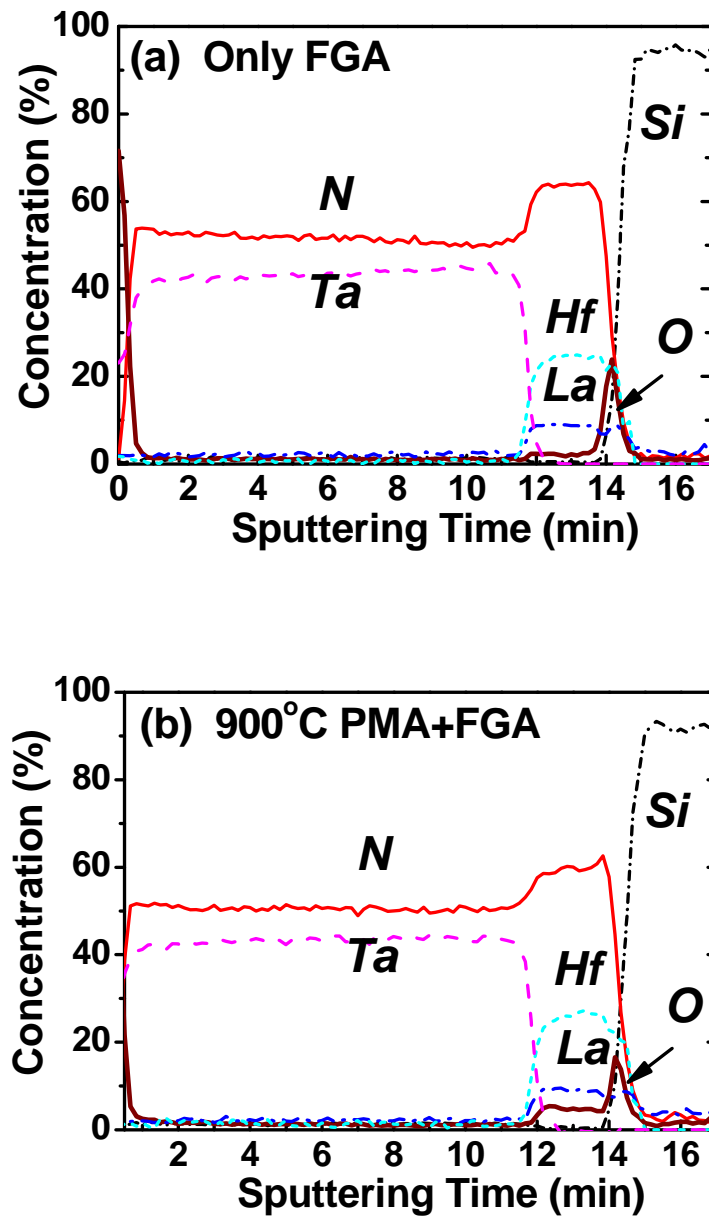 100
(a) Only FGA
80
Si
60
N
Concentration (%)
40
Ta
Hf
O
20
La
0
0 2 4 6 8 10 12 14 16
Sputtering Time (min)
100
(b) 900°C PMA+FGA
80
Si
60
N
Concentration (%)
40
Ta
Hf
O
20
La
0
2 4 6 8 10 12 14 16
Sputtering Time (min)